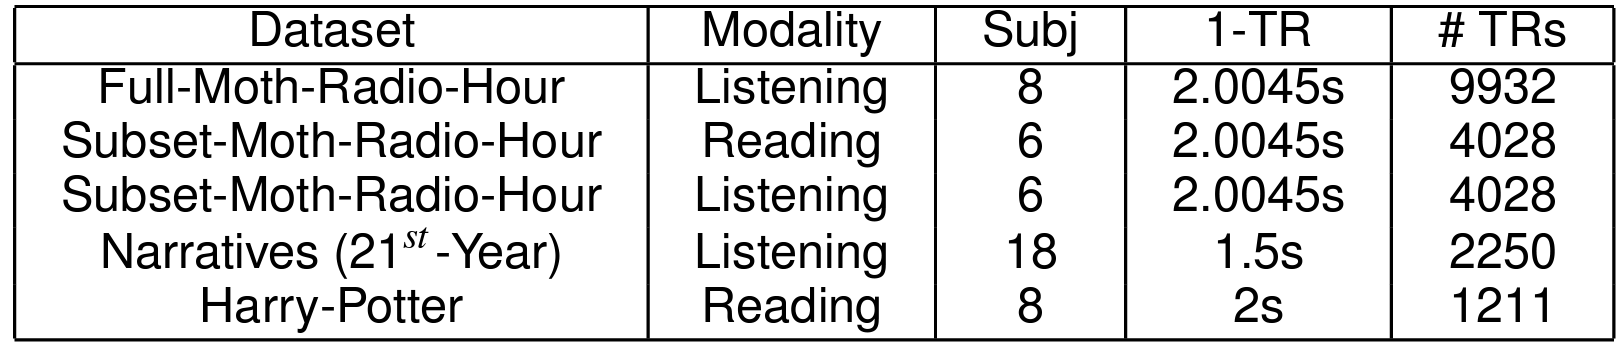 Dataset Modality Subj 1-TR # TRs
Full-Moth-Radio-Hour Listening 8 2.0045s 9932
Subset-Moth-Radio-Hour Reading 6 2.0045s 4028
Subset-Moth-Radio-Hour Listening 6 2.0045s 4028
Narratives (21st-Year) Listening 18 1.5s 2250
Harry-Potter Reading 8 2s 1211